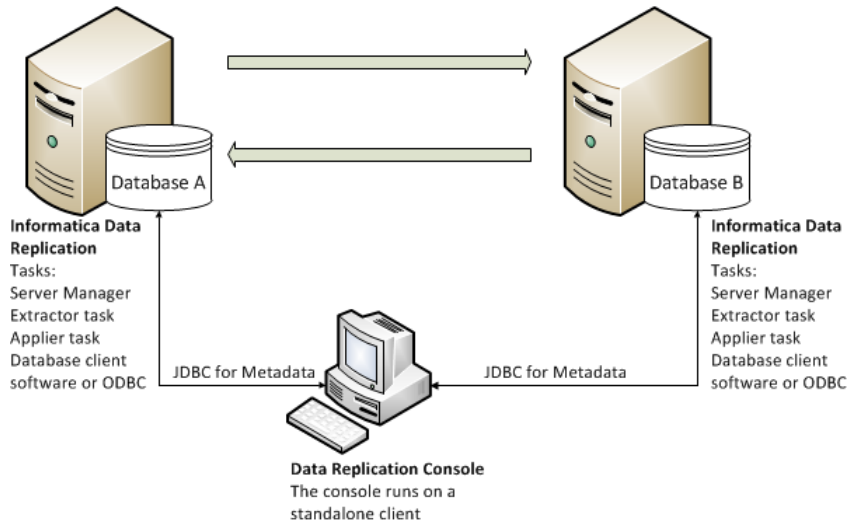 Database A
Database B
Informatica Data
Replication
Tasks:
Server Manager
Extractor task
Applier task
Database client
software or ODBC
Informatica Data
Replication
Tasks:
Server Manager
Extractor task
Applier task
Database client
software or ODBC
JDBC for Metadata
JDBC for Metadata
Data Replication Console
The console runs on a
standalone client